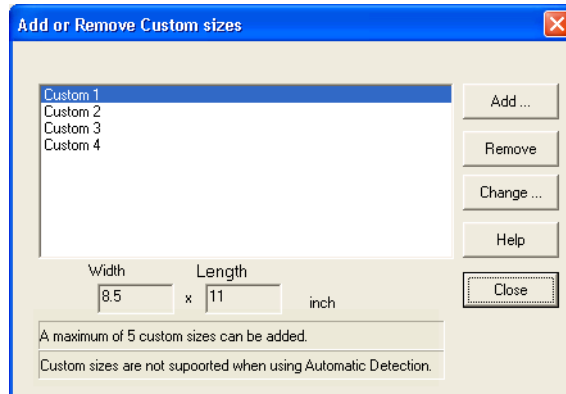 Add or Remove Custom sizes
Custom 1
Custom 2
Custom 3
Custom 4
Add ...
Remove
Change ...
Help
Close
Width Length
8.5 x 11 inch
A maximum of 5 custom sizes can be added.
Custom sizes are not supoorted when using Automatic Detection.